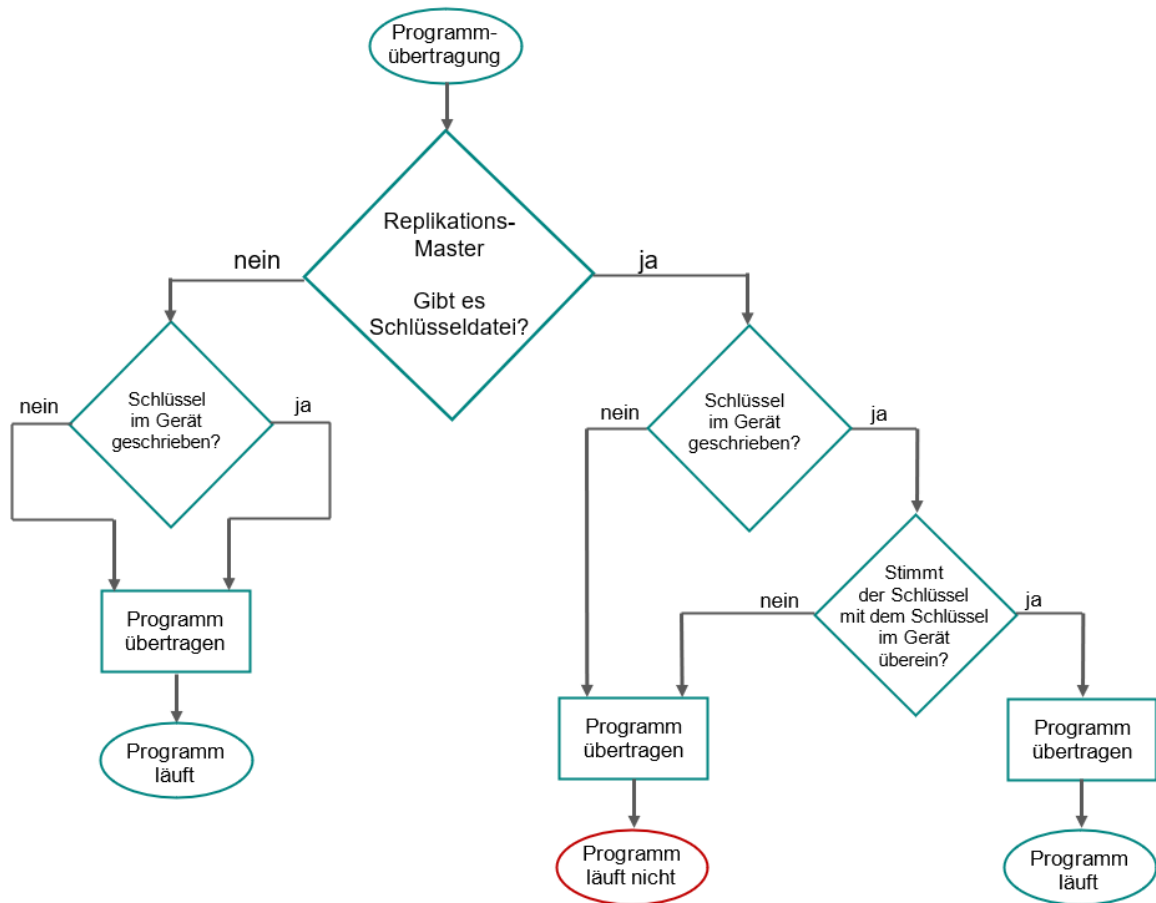 Programm-
übertragung
Replikations-
Master
Gibt es
Schlüsseldatei?
nein
ja
Schlüssel
im Gerät
geschrieben?
nein
ja
Schlüssel
im Gerät
geschrieben?
nein
ja
Stimmt
der Schlüssel
mit dem Schlüssel
im Gerät
überein?
nein
ja
Programm
übertragen
Programm
übertragen
Programm
übertragen
Programm
läuft
Programm
läuft nicht
Programm
läuft